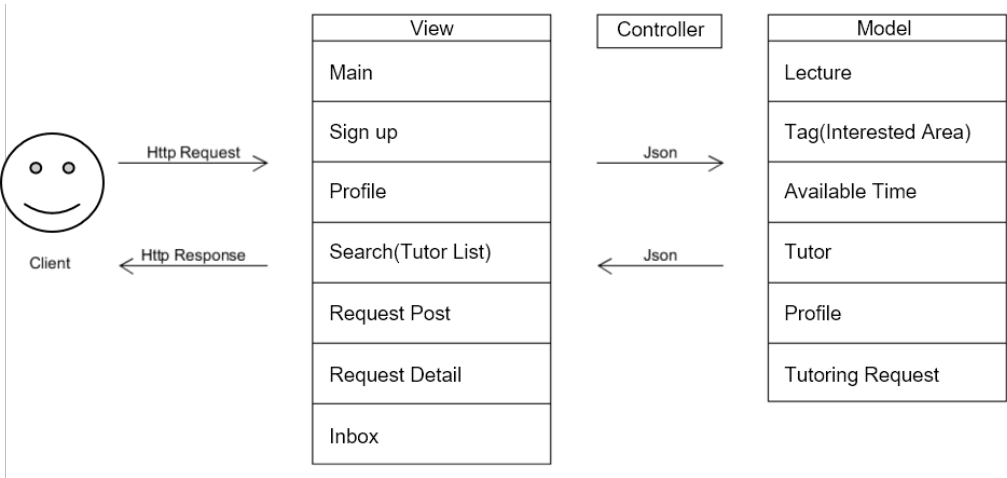 View
Controller
Model
Main
Lecture
Sign up
Tag(Interested Area)
Http Request
Json
Profile
Available Time
Search(Tutor List)
Tutor
Http Response
Json
Client
Request Post
Profile
Request Detail
Tutoring Request
Inbox